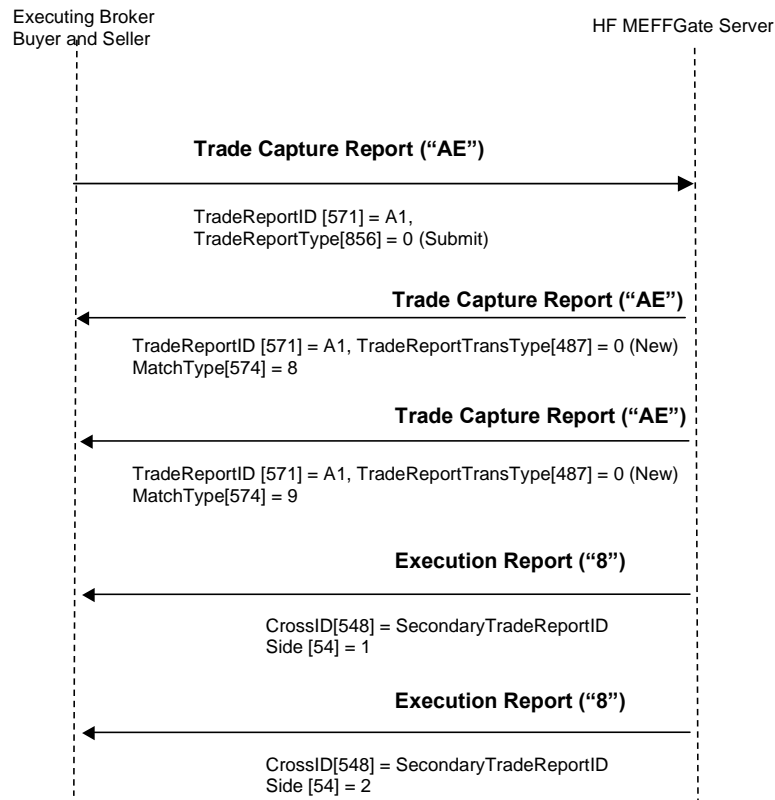 Executing Broker
Buyer and Seller
HF MEFFGate Server
Trade Capture Report (“AE”)
TradeReportID [571] = A1,
TradeReportType[856] = 0 (Submit)
Trade Capture Report (“AE”)
TradeReportID [571] = A1, TradeReportTransType[487] = 0 (New)
MatchType[574] = 8
Trade Capture Report (“AE”)
TradeReportID [571] = A1, TradeReportTransType[487] = 0 (New)
MatchType[574] = 9
Execution Report (“8”)
CrossID[548] = SecondaryTradeReportID
Side [54] = 1
Execution Report (“8”)
CrossID[548] = SecondaryTradeReportID
Side [54] = 2